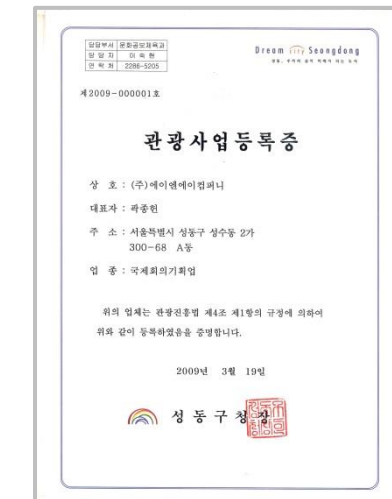 담당부서 문화공보체육과
담 당 자 이 숙 현
연 락 처 2286-5205
Dream city Seongdong
제2009-000001호
관광사업등록증
상 호 : (주)에이엔에이컴퍼니
대표자 : 곽종헌
주 소 : 서울특별시 성동구 성수동 2가
300-68 A동
업 종 : 국제회의기획업
위의 업체는 관광진흥법 제4조 제1항의 규정에 의하여
위와 같이 등록하였음을 증명합니다.
2009년 3월 19일
성동구청장